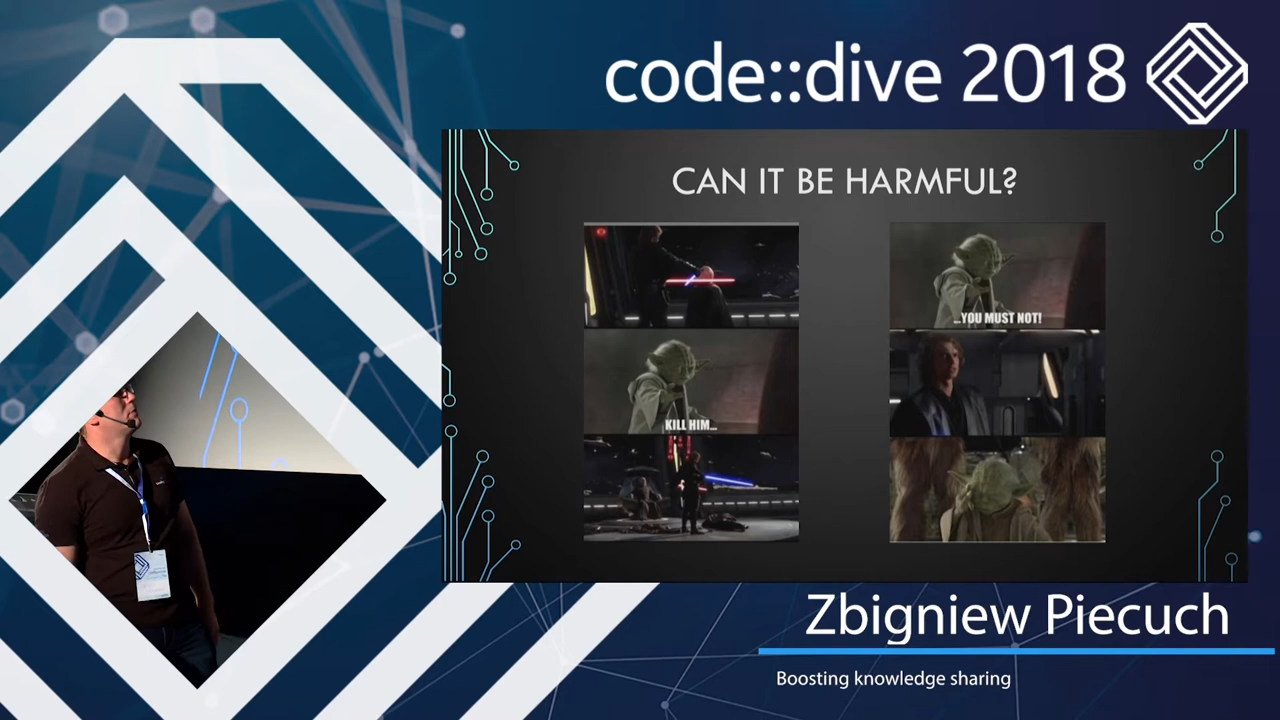 code::dive 2018
CAN IT BE HARMFUL?
...YOU MUST NOT!
KILL HIM...
Zbigniew Piecuch
Boosting knowledge sharing